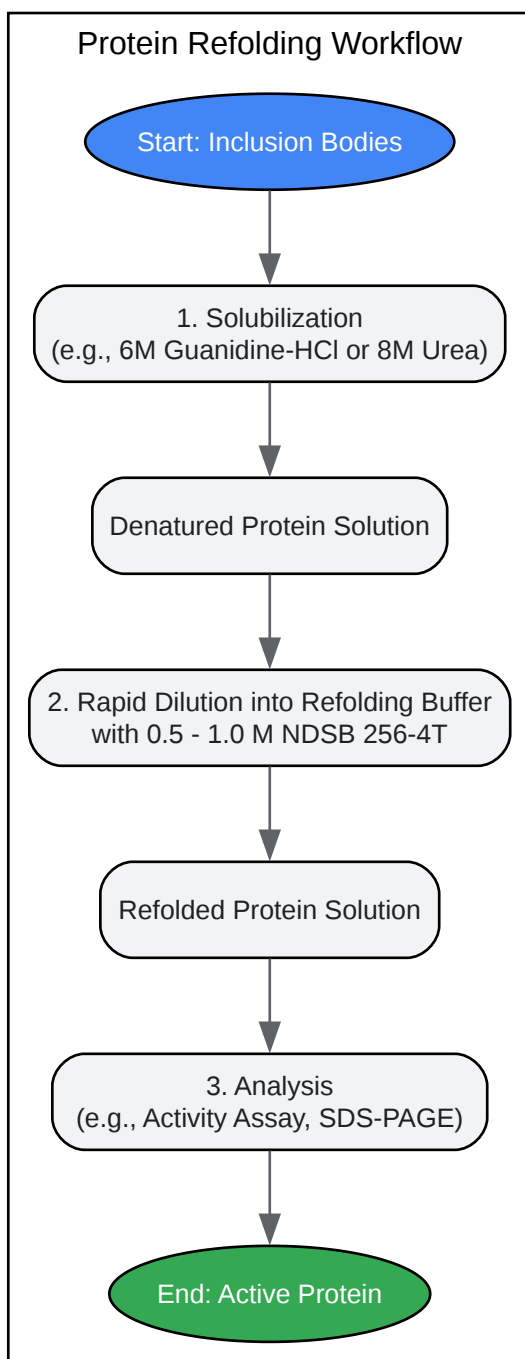 Protein Refolding Workflow
Start: Inclusion Bodies
1. Solubilization
(e.g., 6M Guanidine-HCl or 8M Urea)
Denatured Protein Solution
2. Rapid Dilution into Refolding Buffer
with 0.5 - 1.0 M NDSB 256-4T
Refolded Protein Solution
3. Analysis
(e.g., Activity Assay, SDS-PAGE)
End: Active Protein